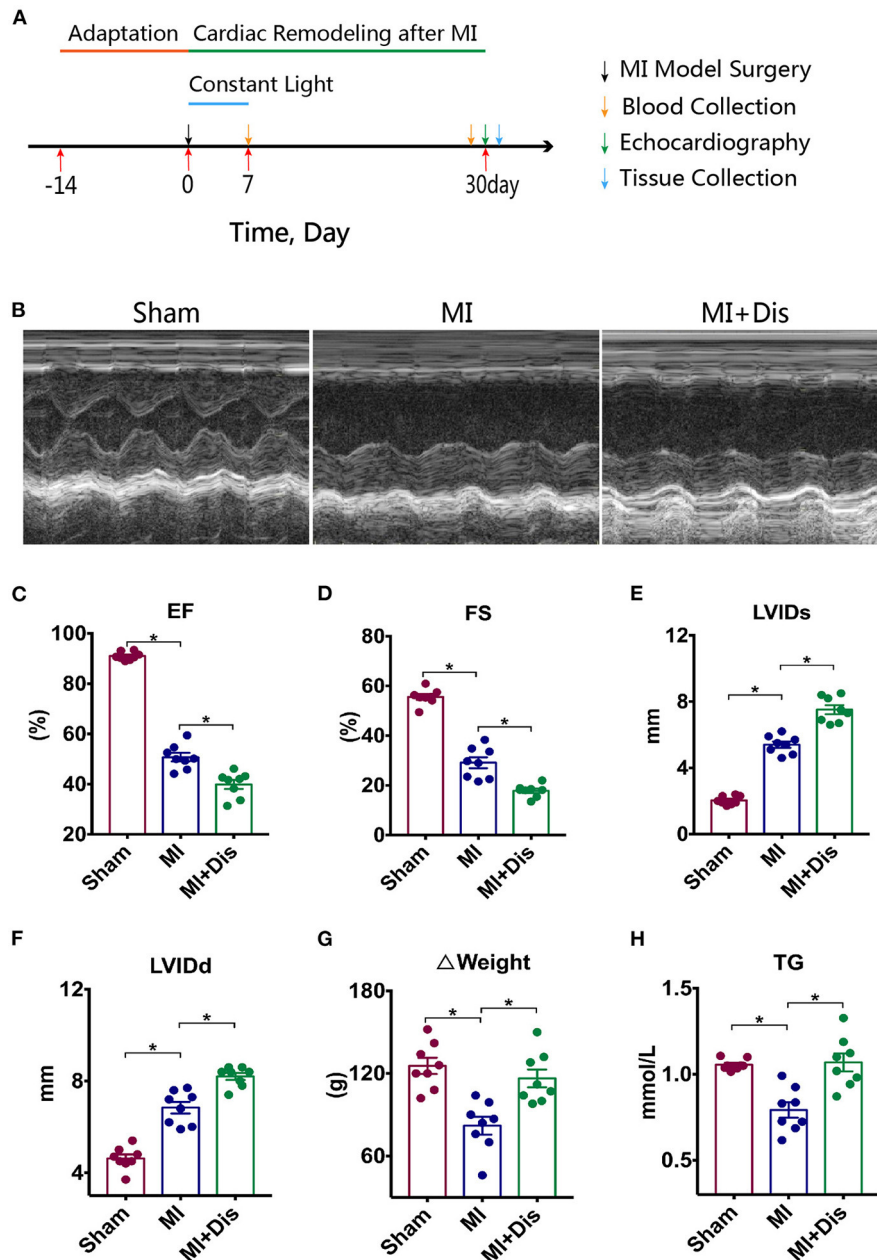 A
Adaptation
Cardiac Remodeling after MI
Constant Light
MI Model Surgery
Blood Collection
Echocardiography
Tissue Collection
-14
0
7
30day
Time, Day
B
Sham
MI
MI+Dis
C
EF
(%)
100
80
60
40
20
*
*
Sham
MI
MI+Dis
D
FS
(%)
80
60
40
20
0
*
*
Sham
MI
MI+Dis
E
LVIDs
mm
12
8
4
0
*
*
Sham
MI
MI+Dis
F
LVIDd
mm
12
8
4
*
*
Sham
MI
MI+Dis
G
△Weight
(g)
180
120
60
*
*
Sham
MI
MI+Dis
H
TG
mmol/L
1.5
1.0
0.5
*
*
Sham
MI
MI+Dis